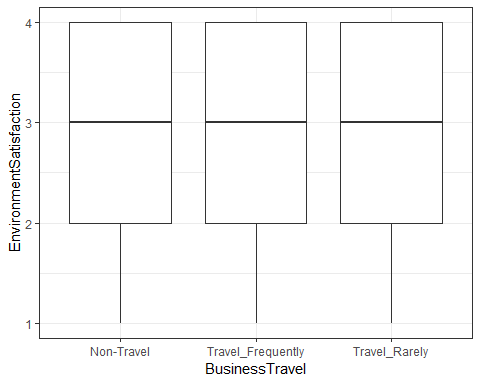 EnvironmentSatisfaction
4
3
2
1
Non-Travel
Travel_Frequently
Travel_Rarely
BusinessTravel